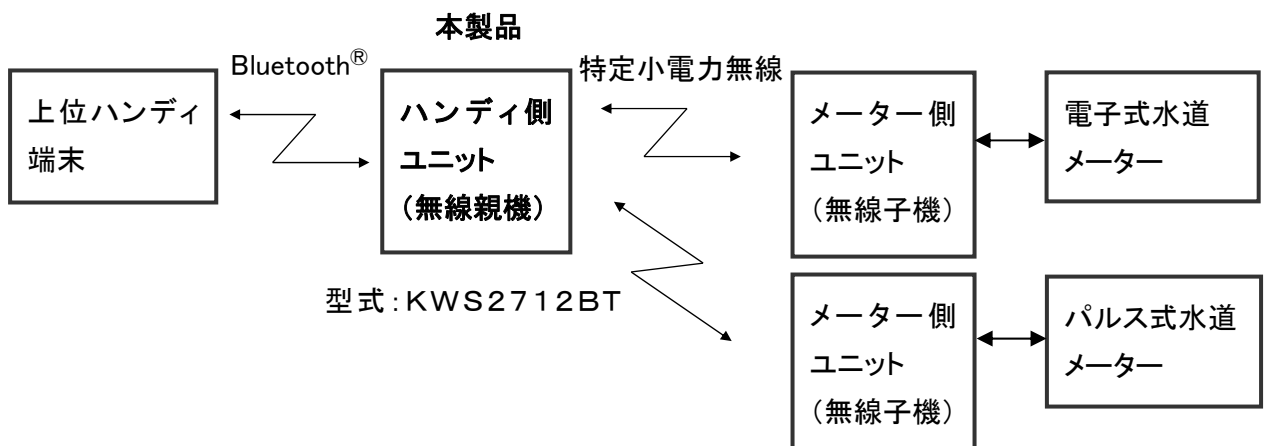 本製品
Bluetooth®
特定小電力無線
上位ハンディ
端末
ハンディ側
ユニット
(無線親機)
メーター側
ユニット
(無線子機)
電子式水道
メーター
型式:KWS2712BT
メーター側
ユニット
(無線子機)
パルス式水道
メーター